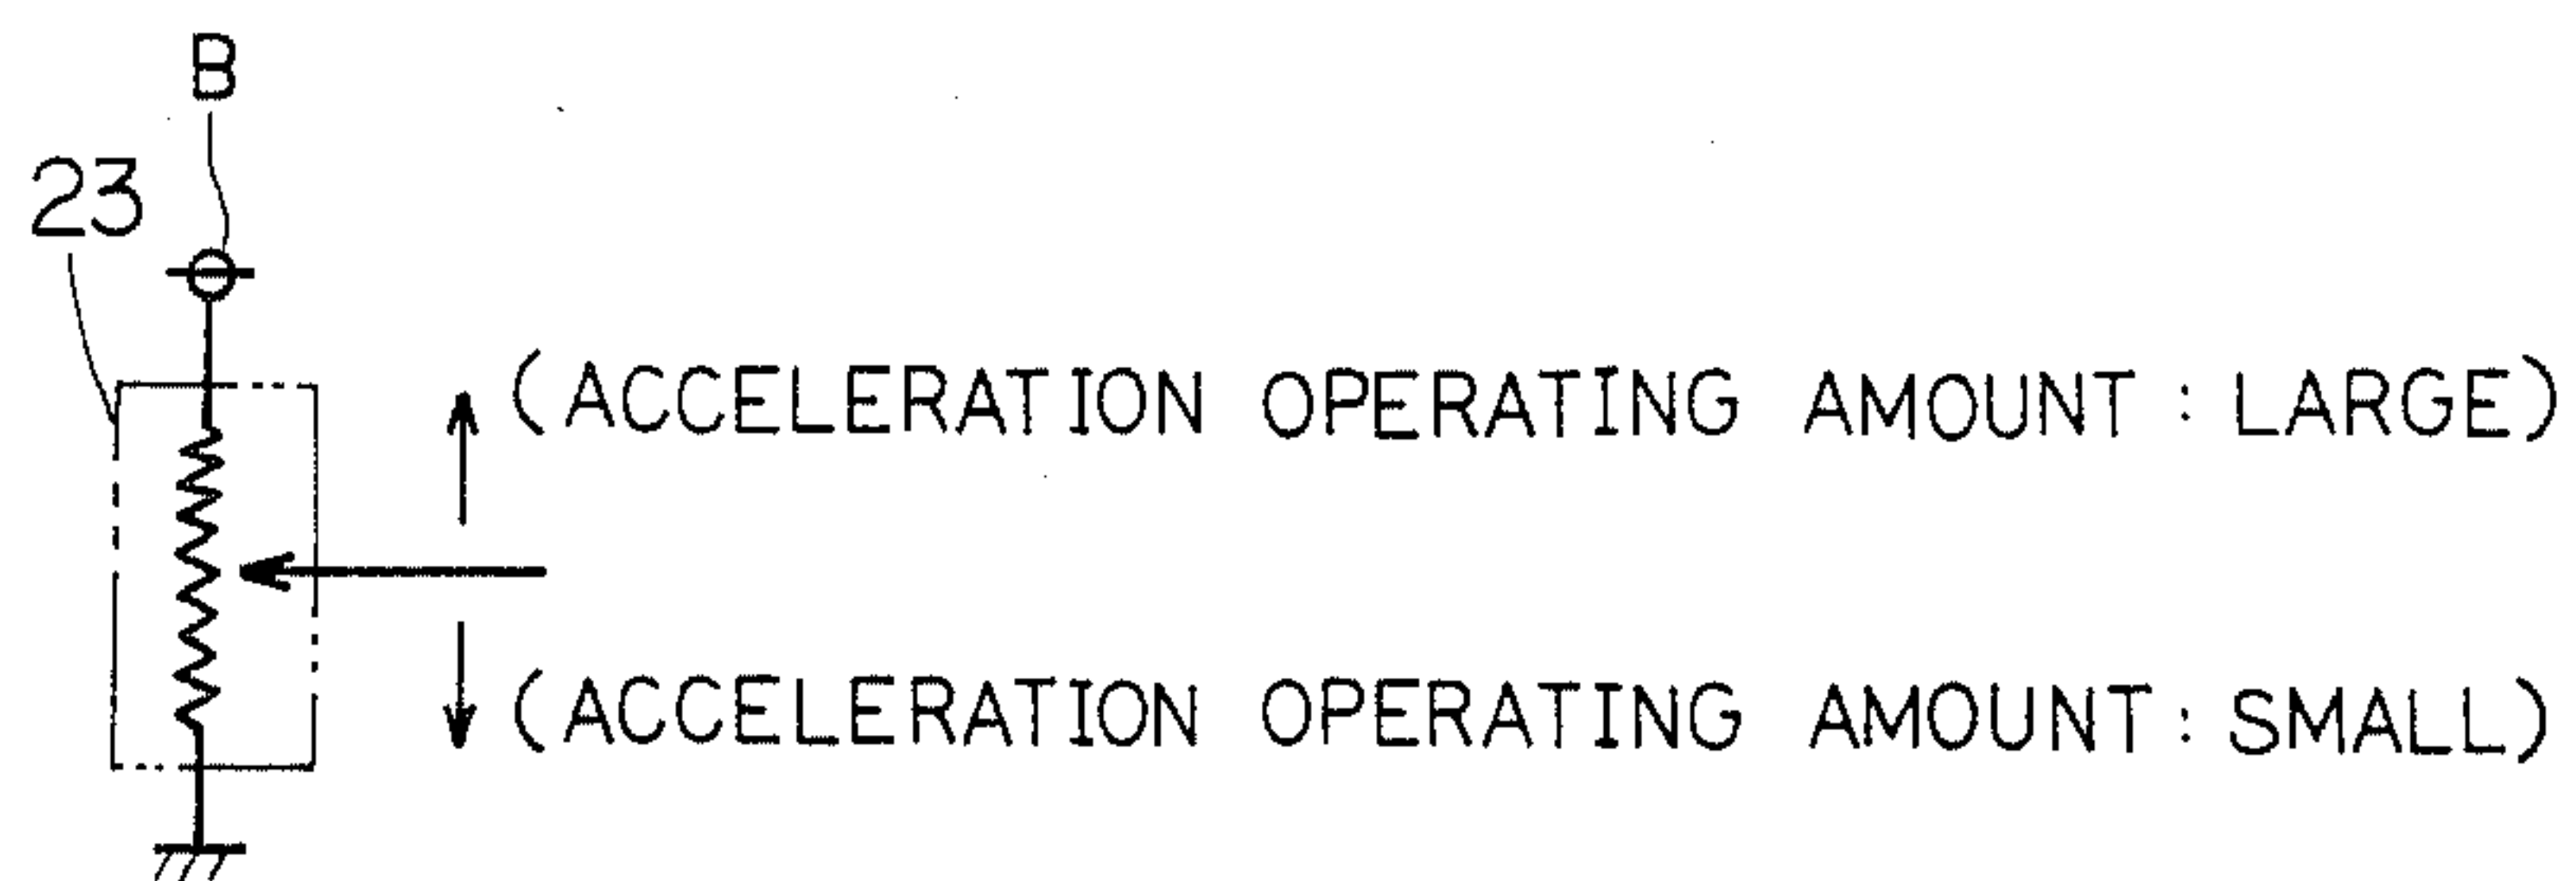 B
23
(ACCELERATION OPERATING AMOUNT : LARGE)
(ACCELERATION OPERATING AMOUNT : SMALL)